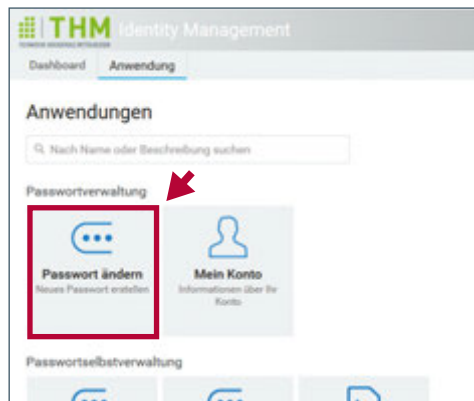 THM Identity Management
Dashboard Anwendung
Anwendungen
Nach Name oder Beschreibung suchen
Passwortverwaltung
Passwort ändern
Neues Passwort erstellen
Mein Konto
Informationen über Ihr
Konto
Passwortselbstverwaltung